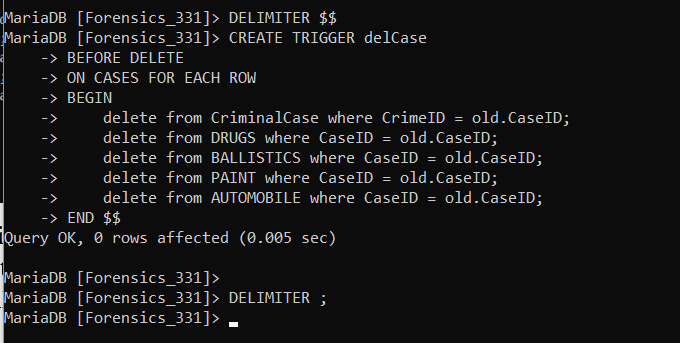 MariaDB [Forensics_331]> DELIMITER $$
MariaDB [Forensics_331]> CREATE TRIGGER delCase
    -> BEFORE DELETE
    -> ON CASES FOR EACH ROW
    -> BEGIN
    ->     delete from CriminalCase where CrimeID = old.CaseID;
    ->     delete from DRUGS where CaseID = old.CaseID;
    ->     delete from BALLISTICS where CaseID = old.CaseID;
    ->     delete from PAINT where CaseID = old.CaseID;
    ->     delete from AUTOMOBILE where CaseID = old.CaseID;
    -> END $$
Query OK, 0 rows affected (0.005 sec)
MariaDB [Forensics_331]>
MariaDB [Forensics_331]> DELIMITER ;
MariaDB [Forensics_331]>